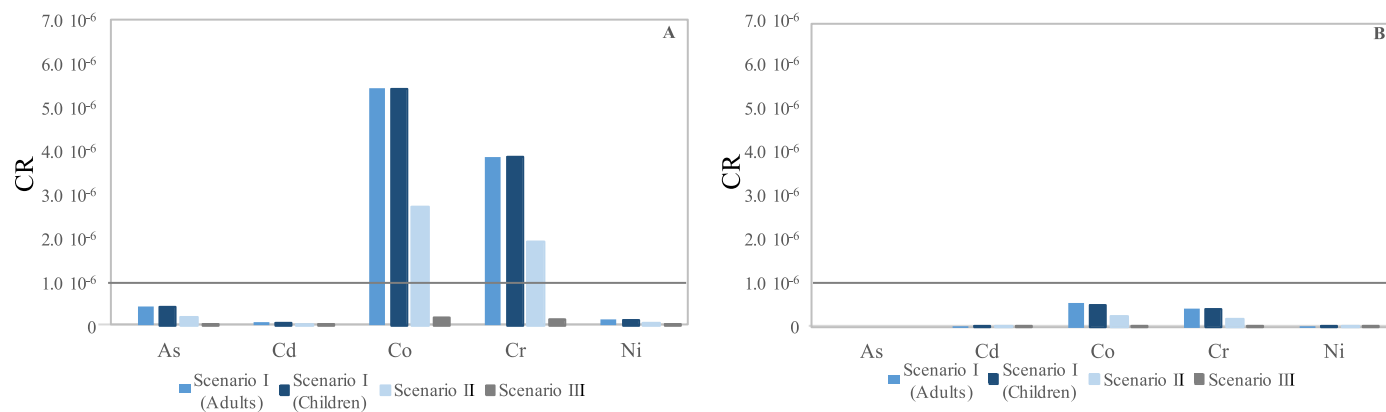 7.0 10-6
6.0 10-6
5.0 10-6
4.0 10-6
3.0 10-6
2.0 10-6
1.0 10-6
0
CR
A
As Cd Co Cr Ni
Scenario I (Adults)
Scenario I (Children)
Scenario II
Scenario III
7.0 10-6
6.0 10-6
5.0 10-6
4.0 10-6
3.0 10-6
2.0 10-6
1.0 10-6
0
CR
B
As Cd Co Cr Ni
Scenario I (Adults)
Scenario I (Children)
Scenario II
Scenario III